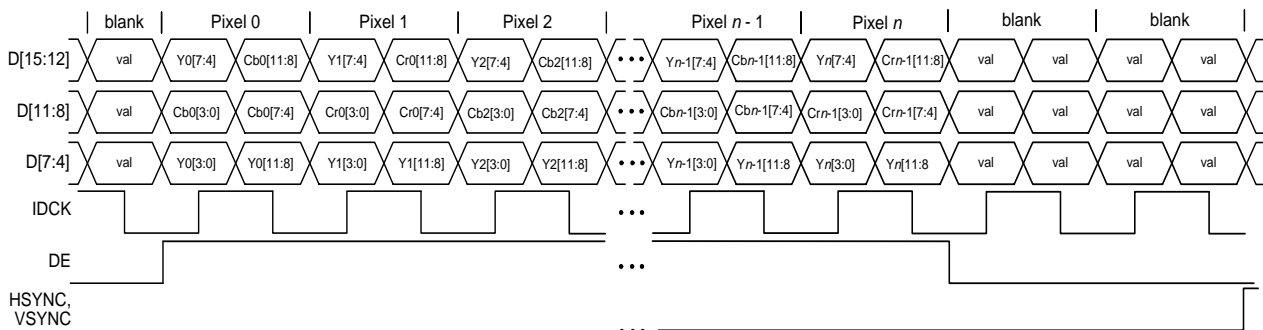 blank Pixel 0 Pixel 1 Pixel 2 Pixel n - 1 Pixel n blank blank
D[15:12] val Y0[7:4] Cb0[11:8] Y1[7:4] Cr0[11:8] Y2[7:4] Cb2[11:8] ••• Yn-1[7:4] Cbn-1[11:8] Yn[7:4] Crn-1[11:8] val val val val
D[11:8] val Cb0[3:0] Cb0[7:4] Cr0[3:0] Cr0[7:4] Cb2[3:0] Cb2[7:4] ••• Cbn-1[3:0] Cbn-1[7:4] Crn-1[3:0] Crn-1[7:4] val val val val
D[7:4] val Y0[3:0] Y0[11:8] Y1[3:0] Y1[11:8] Y2[3:0] Y2[11:8] ••• Yn-1[3:0] Yn-1[11:8 Yn[3:0] Yn[11:8 val val val val
IDCK •••
DE •••
HSYNC,
VSYNC •••